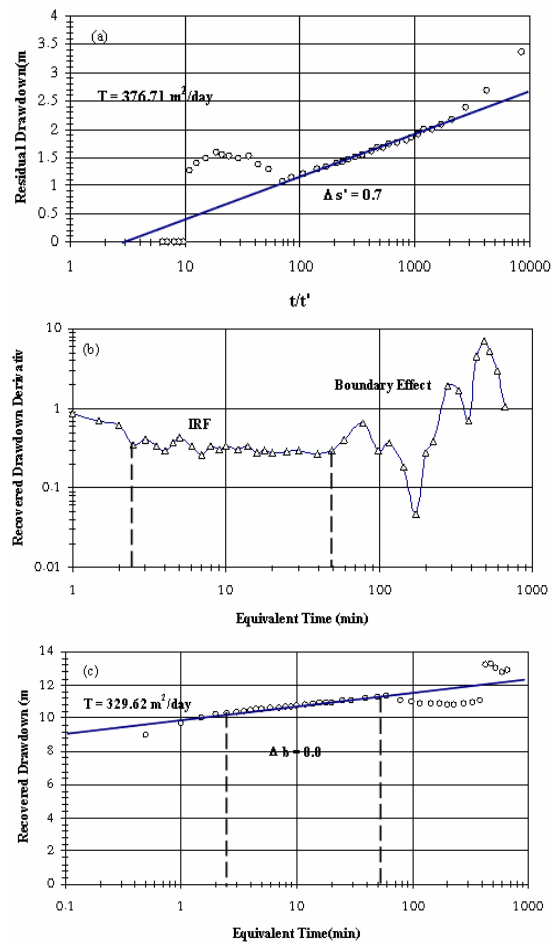 4
(a)
3.5
3
T = 376.71 m²/day
2.5
2
1.5
1
Δ s' = 0.7
0.5
0
1 10 100 1000 10000
Residual Drawdown(m
t/t'
10
(b)
Boundary Effect
1
IRF
0.1
0.01
1 10 100 1000
Recovered Drawdown Derivativ
Equivalent Time (min)
14
(c)
12
T = 329.62 m²/day
10
8
Δ h = 0.0
6
4
2
0
0.1 1 10 100 1000
Recovered Drawdown (m
Equivalent Time(min)